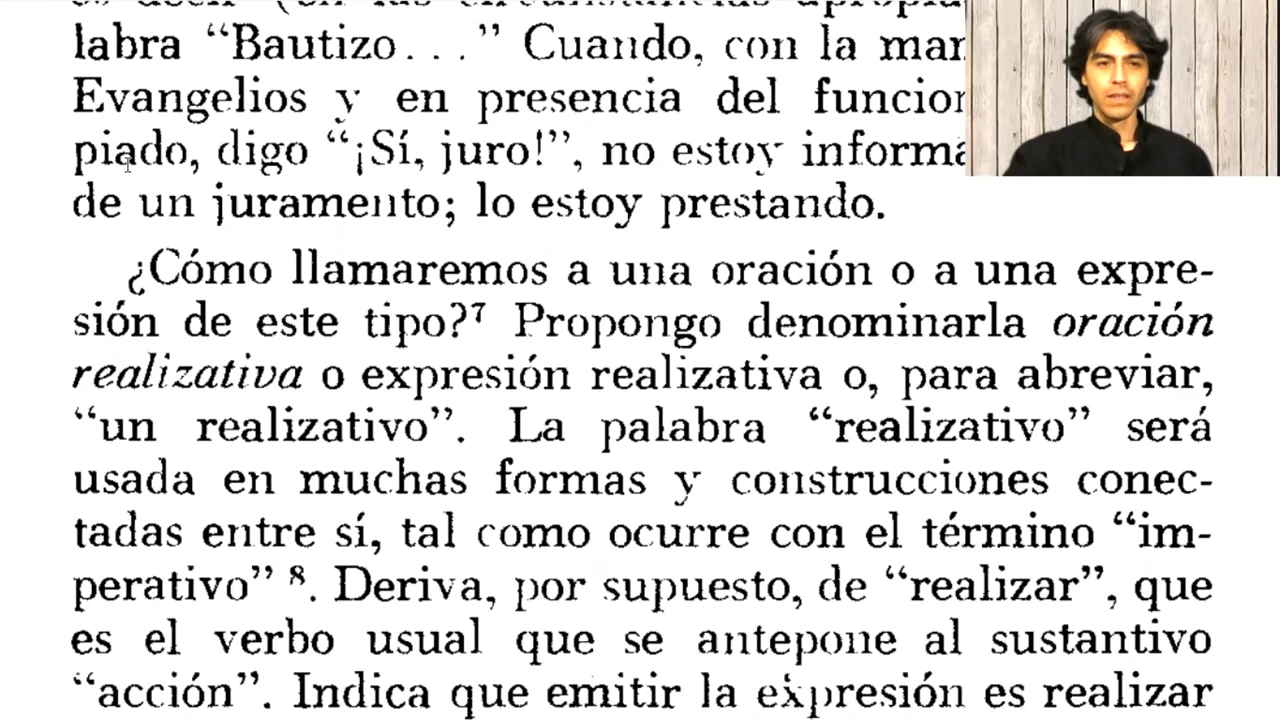 labra “Bautizo... ” Cuando, con la
Evangelios y en presencia del
piado, digo “¡Sí, juro!”, no estoy
de un juramento; lo estoy prestando.
¿Cómo llamaremos a una oración o a una expre-
sión de este tipo?⁷ Propongo denominarla oración
realizativa o expresión realizativa o, para abreviar,
“un realizativo”. La palabra “realizativo” será
usada en muchas formas y construcciones conec-
tadas entre sí, tal como ocurre con el término “im-
perativo” ⁸. Deriva, por supuesto, de “realizar”, que
es el verbo usual que se antepone al sustantivo
“acción”. Indica que emitir la expresión es realizar